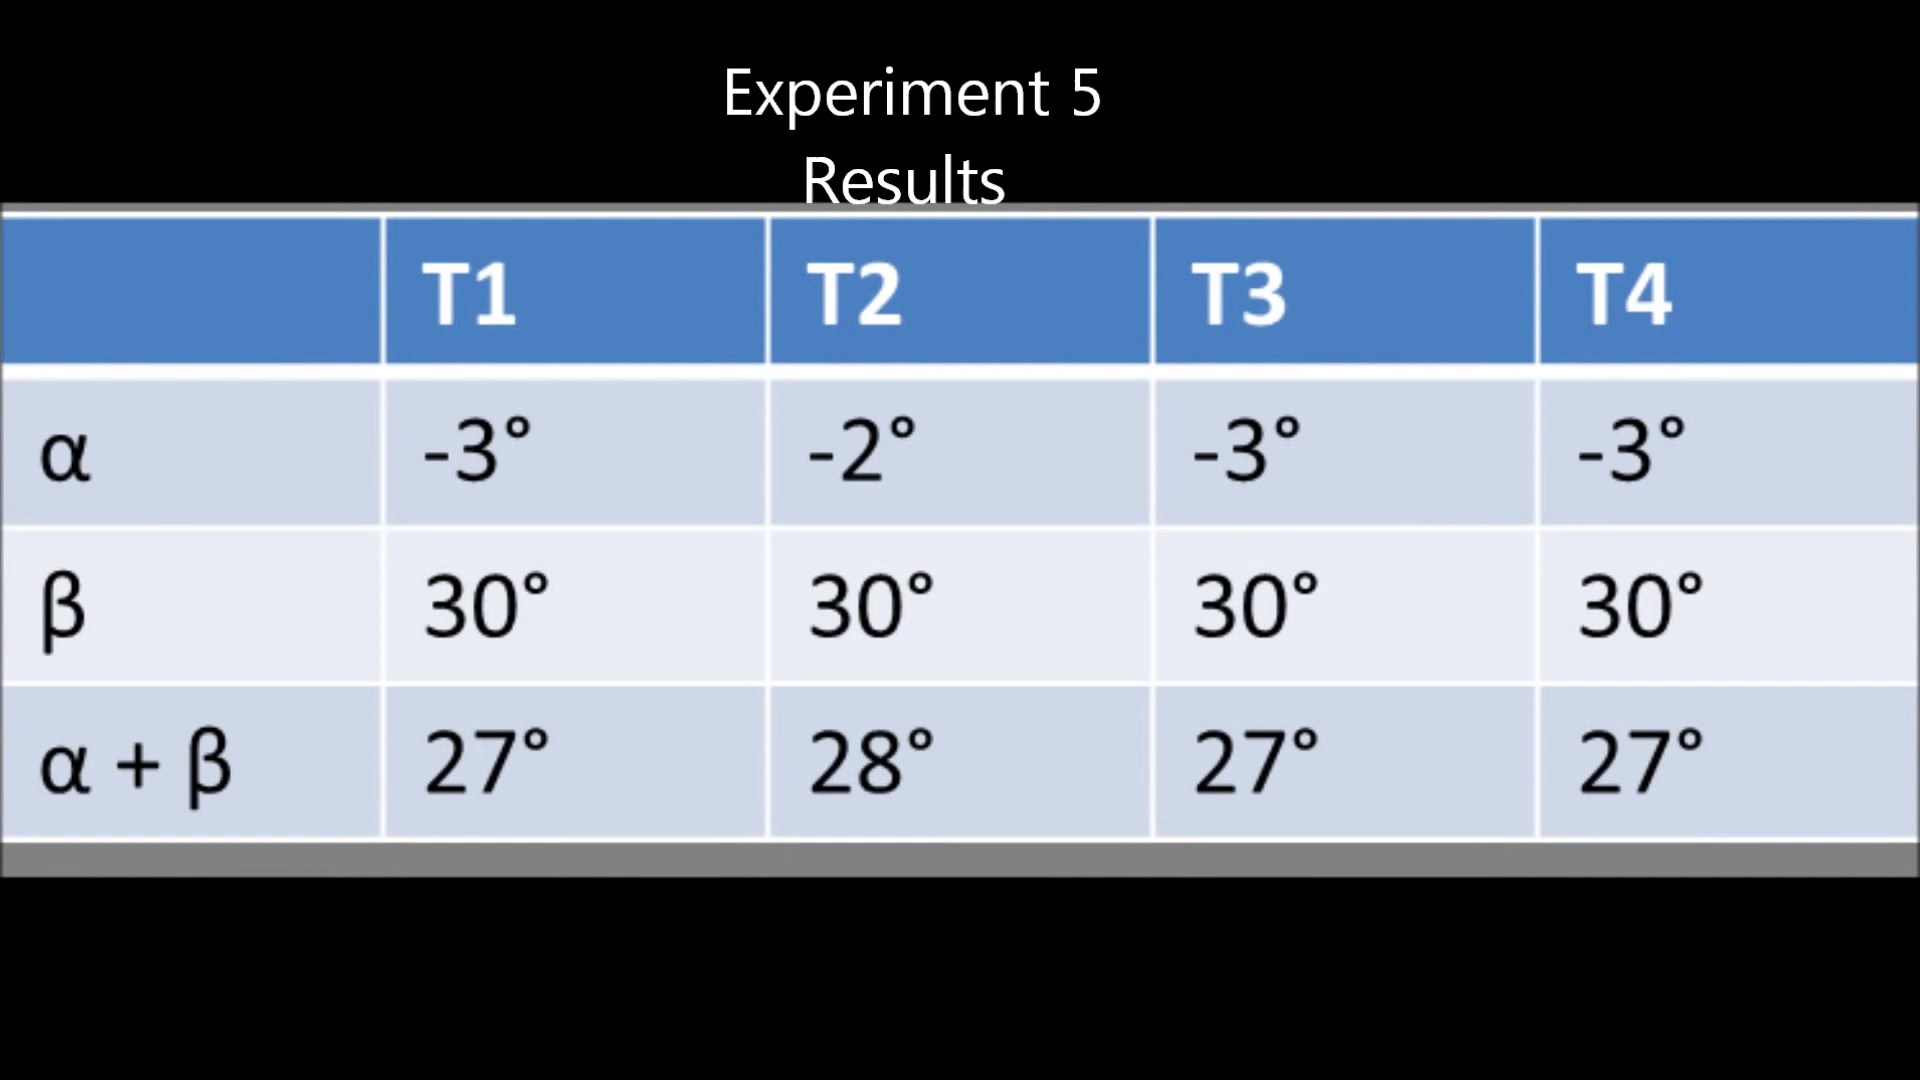 Experiment 5
Results
T1 T2 T3 T4
α -3° -2° -3° -3°
β 30° 30° 30° 30°
α + β 27° 28° 27° 27°